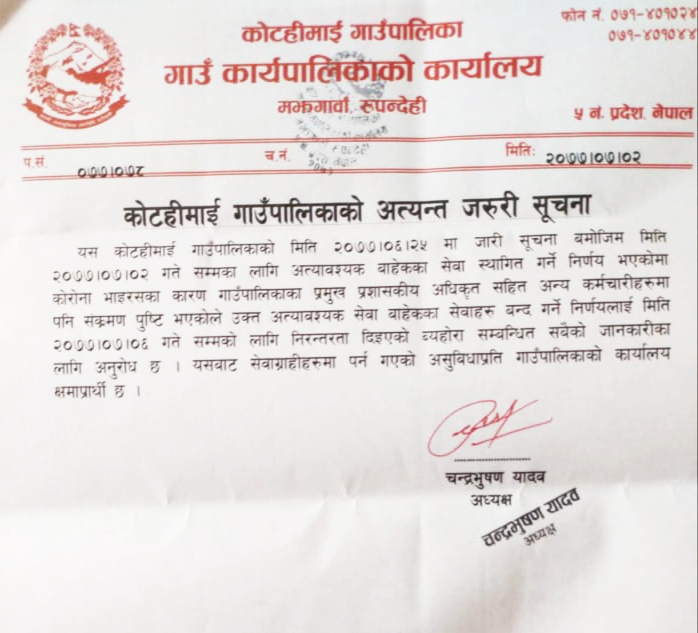 फोन नं. ०७१-४०१०२४
०७१-४०१०४४
कोटहीमाई गाउँपालिका
गाउँ कार्यपालिकाको कार्यालय
मझगावाँ, रुपन्देही
५ नं. प्रदेश, नेपाल
प.सं. ०७७।०७८
च.नं.
मितिः २०७७।०७।०२
कोटहीमाई गाउँपालिकाको अत्यन्त जरुरी सूचना
यस कोटहीमाई गाउँपालिकाको मिति २०७७।०६।२५ मा जारी सूचना बमोजिम मिति
२०७७।०७।०२ गते सम्मका लागि अत्यावश्यक बाहेकका सेवा स्थागित गर्ने निर्णय भएकोमा
कोरोना भाइरसका कारण गाउँपालिकाका प्रमुख प्रशासकीय अधिकृत सहित अन्य कर्मचारीहरुमा
पनि संक्रमण पुष्टि भएकोले उक्त अत्यावश्यक सेवा बाहेकका सेवाहरु बन्द गर्ने निर्णयलाई मिति
२०७७।०७।०६ गते सम्मको लागि निरन्तरता दिइएको व्यहोरा सम्बन्धित सबैको जानकारीका
लागि अनुरोध छ । यसबाट सेवाग्राहीहरुमा पर्न गएको असुबिधाप्रति गाउँपालिकाको कार्यालय
क्षमाप्रार्थी छ ।
चन्द्रभुषण यादव
अध्यक्ष
चन्द्रभुषण यादव
अध्यक्ष